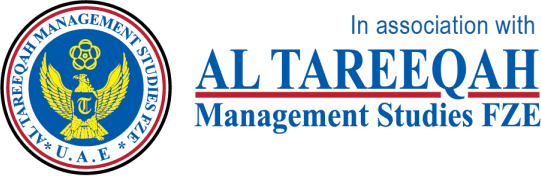 AL TAREEQAH MANAGEMENT STUDIES FZE
* U.A.E *
T
In association with
AL TAREEQAH
Management Studies FZE